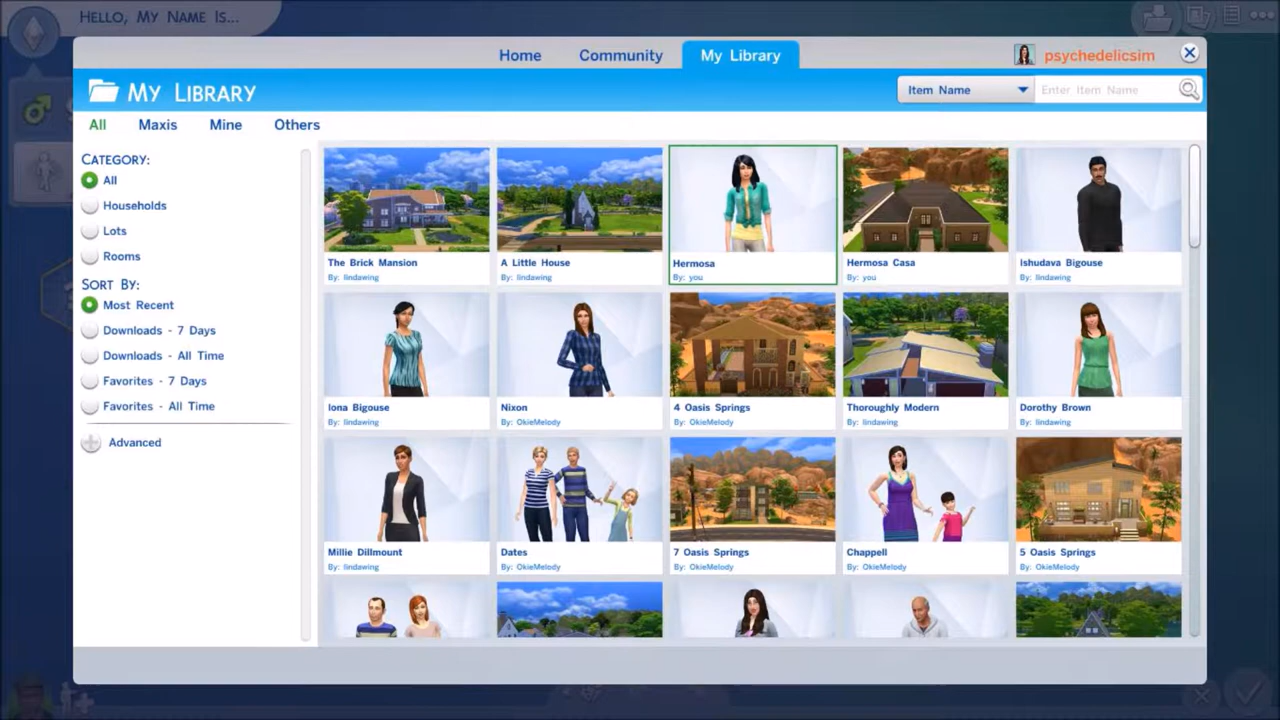 Hello, My Name Is...
Home
Community
My Library
psychedelicsim
My Library
Item Name
Enter Item Name
All
Maxis
Mine
Others
Category:
All
Households
Lots
Rooms
Sort By:
Most Recent
Downloads - 7 Days
Downloads - All Time
Favorites - 7 Days
Favorites - All Time
Advanced
The Brick Mansion
By: lindawing
A Little House
By: lindawing
Hermosa
By: you
Hermosa Casa
By: you
Ishudava Bigouse
By: lindawing
Iona Bigouse
By: lindawing
Nixon
By: OkieMelody
4 Oasis Springs
By: OkieMelody
Thoroughly Modern
By: lindawing
Dorothy Brown
By: lindawing
Millie Dillmount
By: lindawing
Dates
By: OkieMelody
7 Oasis Springs
By: OkieMelody
Chappell
By: OkieMelody
5 Oasis Springs
By: OkieMelody